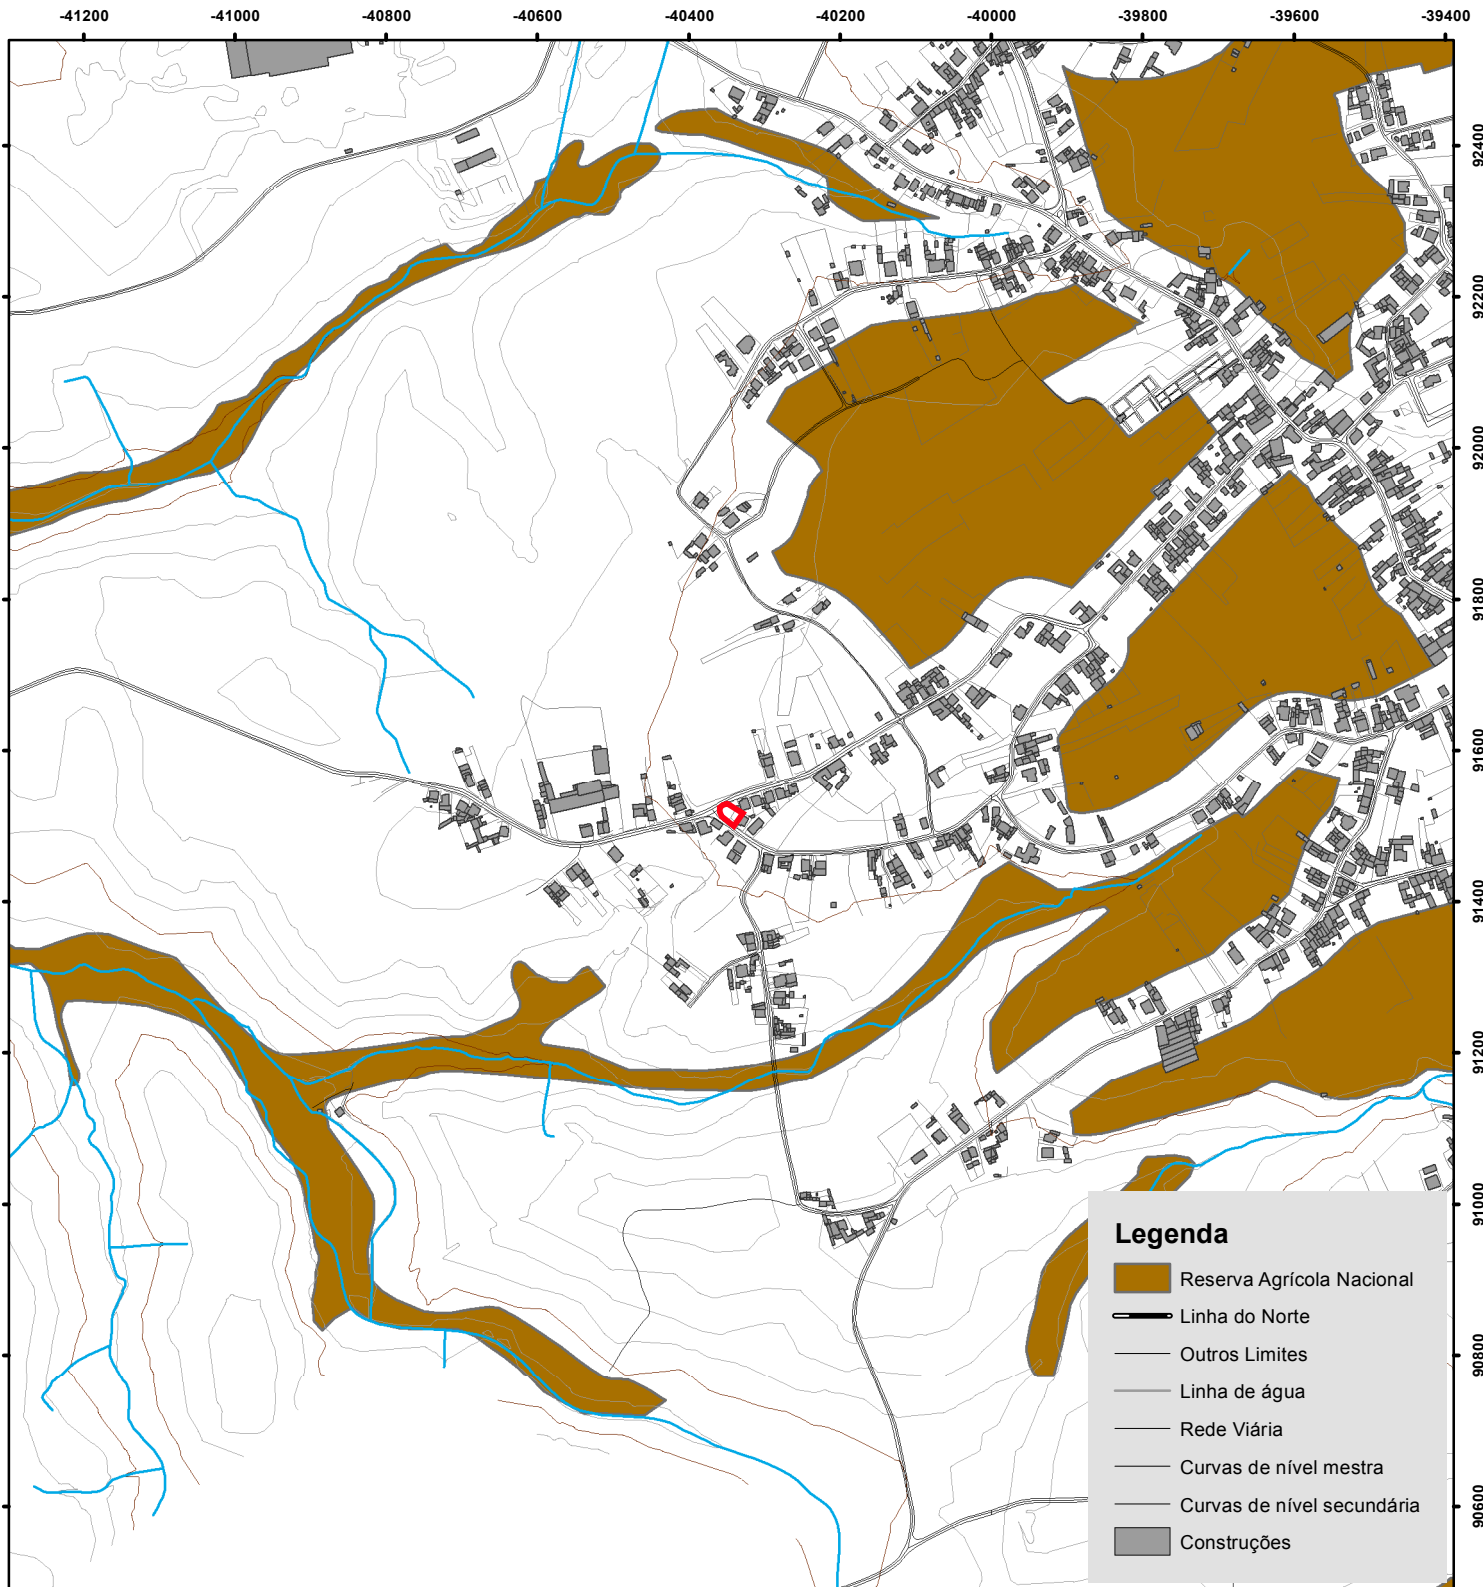 -41200 -41000 -40800 -40600 -40400 -40200 -40000 -39800 -39600 -39400
92400
92200
92000
91800
91600
91400
91200
91000
90800
90600
Legenda
Reserva Agrícola Nacional
Linha do Norte
Outros Limites
Linha de água
Rede Viária
Curvas de nível mestra
Curvas de nível secundária
Construções